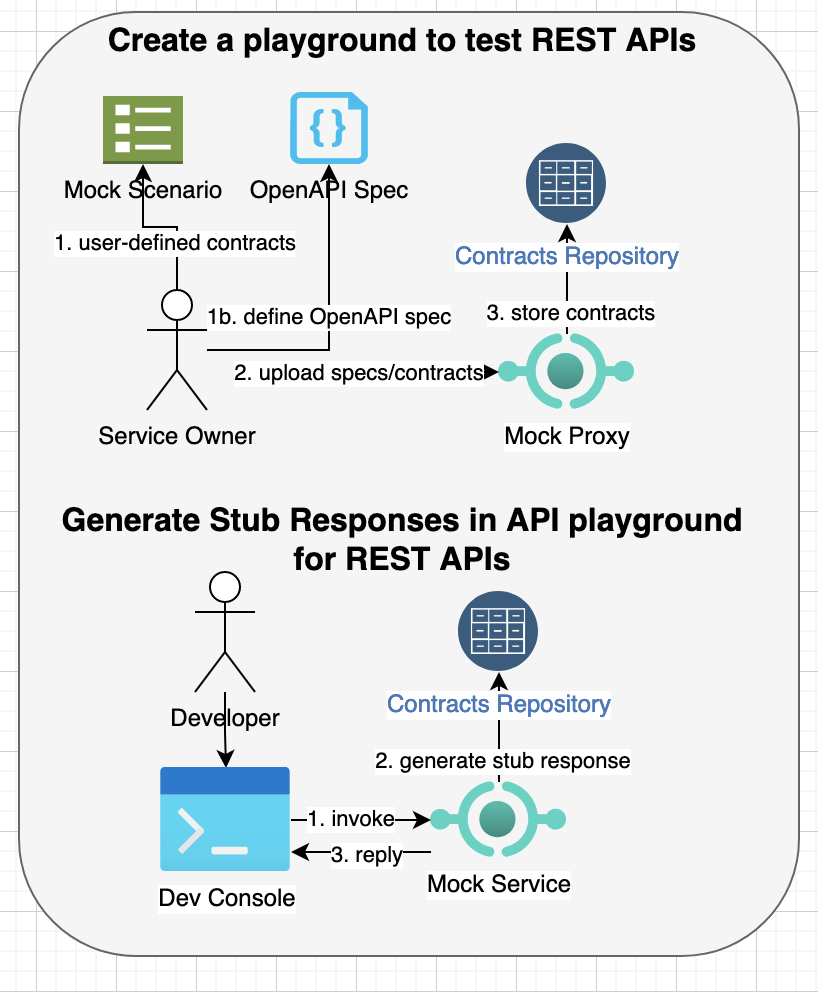 Create a playground to test REST APIs
Mock Scenario
OpenAPI Spec
Contracts Repository
1. user-defined contracts
1b. define OpenAPI spec
3. store contracts
2. upload specs/contracts
Service Owner
Mock Proxy
Generate Stub Responses in API playground
for REST APIs
Developer
Contracts Repository
2. generate stub response
1. invoke
3. reply
Mock Service
Dev Console